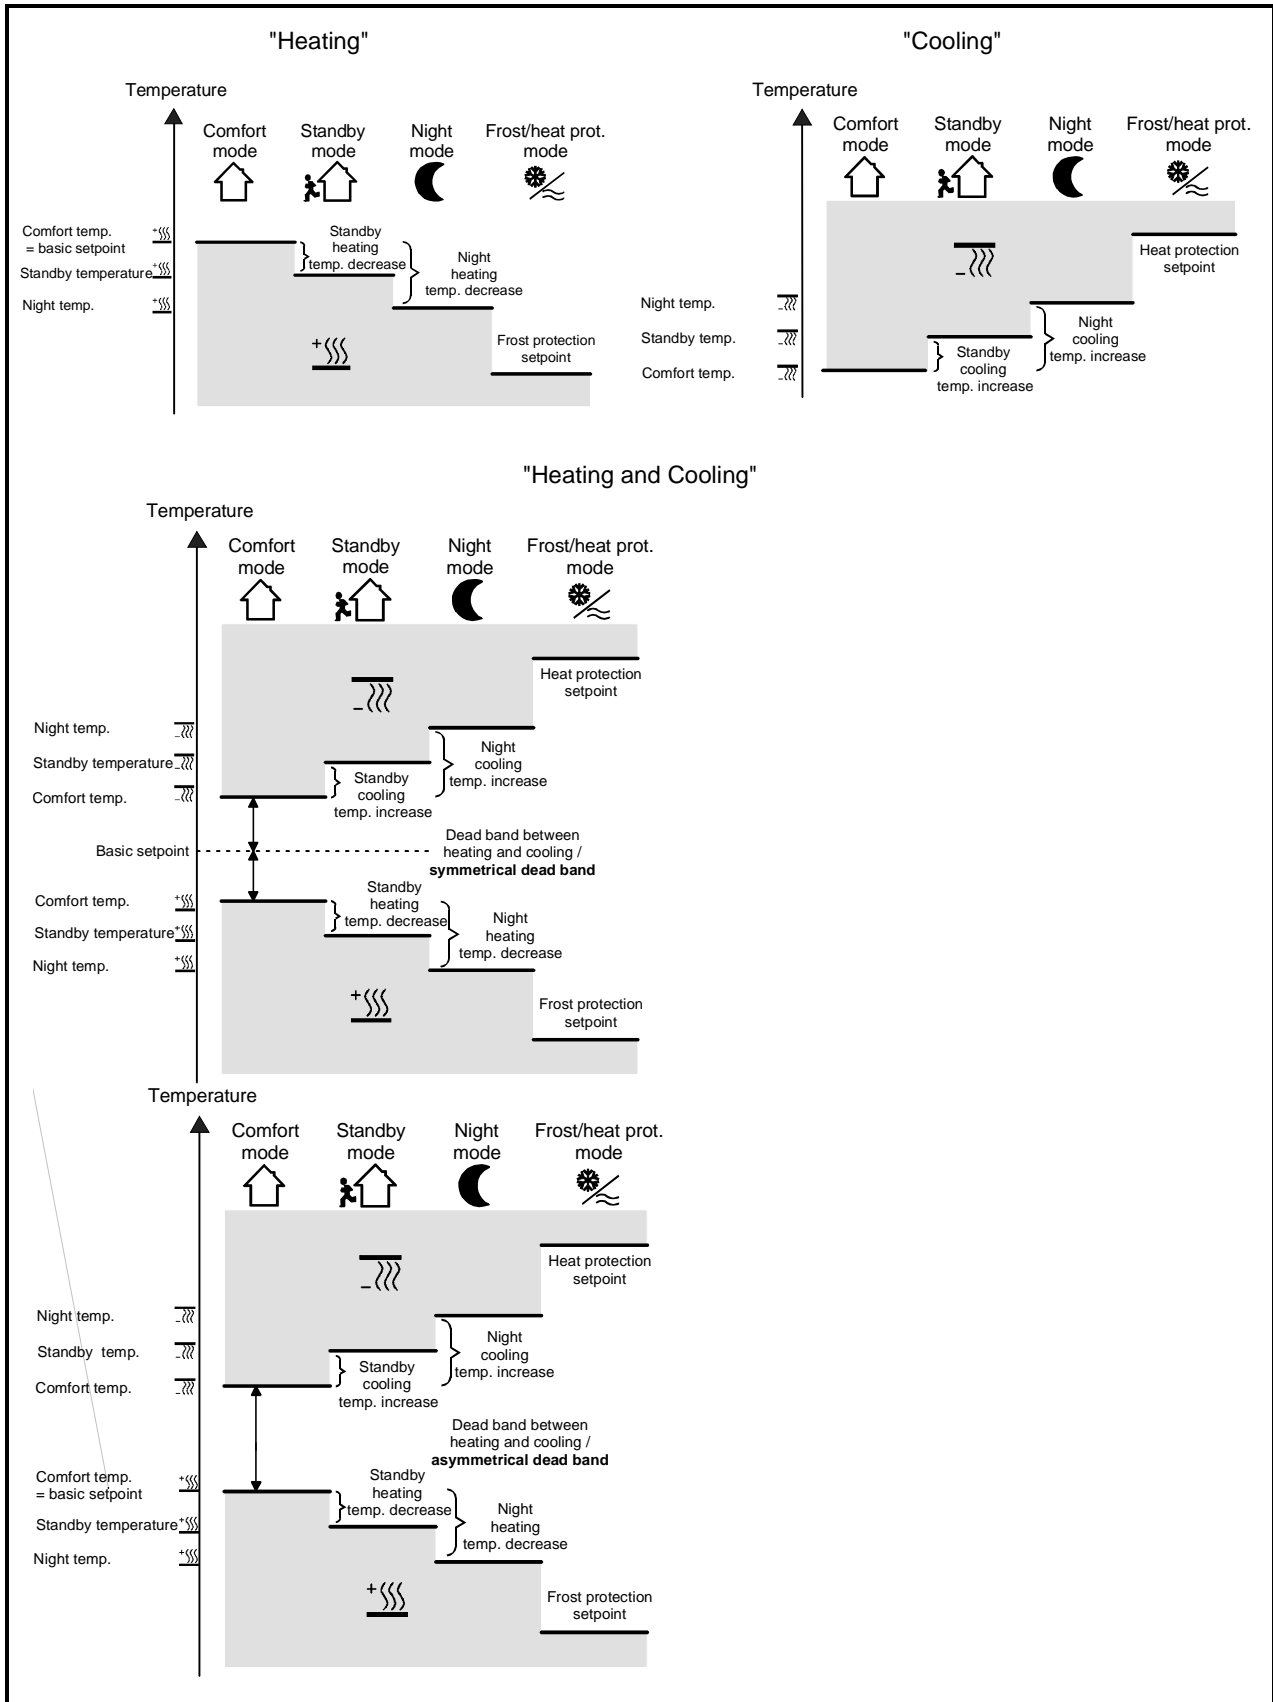 "Heating"
Temperature
Comfort
mode
Standby
mode
Night
mode
Frost/heat prot.
mode
Comfort temp.
= basic setpoint
Standby temperature
Night temp.
Standby
heating
temp. decrease
Night
heating
temp. decrease
Frost protection
setpoint
"Cooling"
Temperature
Comfort
mode
Standby
mode
Night
mode
Frost/heat prot.
mode
Heat protection
setpoint
Night temp.
Standby temp.
Comfort temp.
Standby
cooling
temp. increase
Night
cooling
temp. increase
"Heating and Cooling"
Temperature
Comfort
mode
Standby
mode
Night
mode
Frost/heat prot.
mode
Heat protection
setpoint
Night temp.
Standby temperature
Comfort temp.
Standby
cooling
temp. increase
Night
cooling
temp. increase
Basic setpoint
Dead band between
heating and cooling /
symmetrical dead band
Comfort temp.
Standby temperature
Night temp.
Standby
heating
temp. decrease
Night
heating
temp. decrease
Frost protection
setpoint
Temperature
Comfort
mode
Standby
mode
Night
mode
Frost/heat prot.
mode
Heat protection
setpoint
Night temp.
Standby temp.
Comfort temp.
Standby
cooling
temp. increase
Night
cooling
temp. increase
Dead band between
heating and cooling /
asymmetrical dead band
Comfort temp.
= basic setpoint
Standby temperature
Night temp.
Standby
heating
temp. decrease
Night
heating
temp. decrease
Frost protection
setpoint